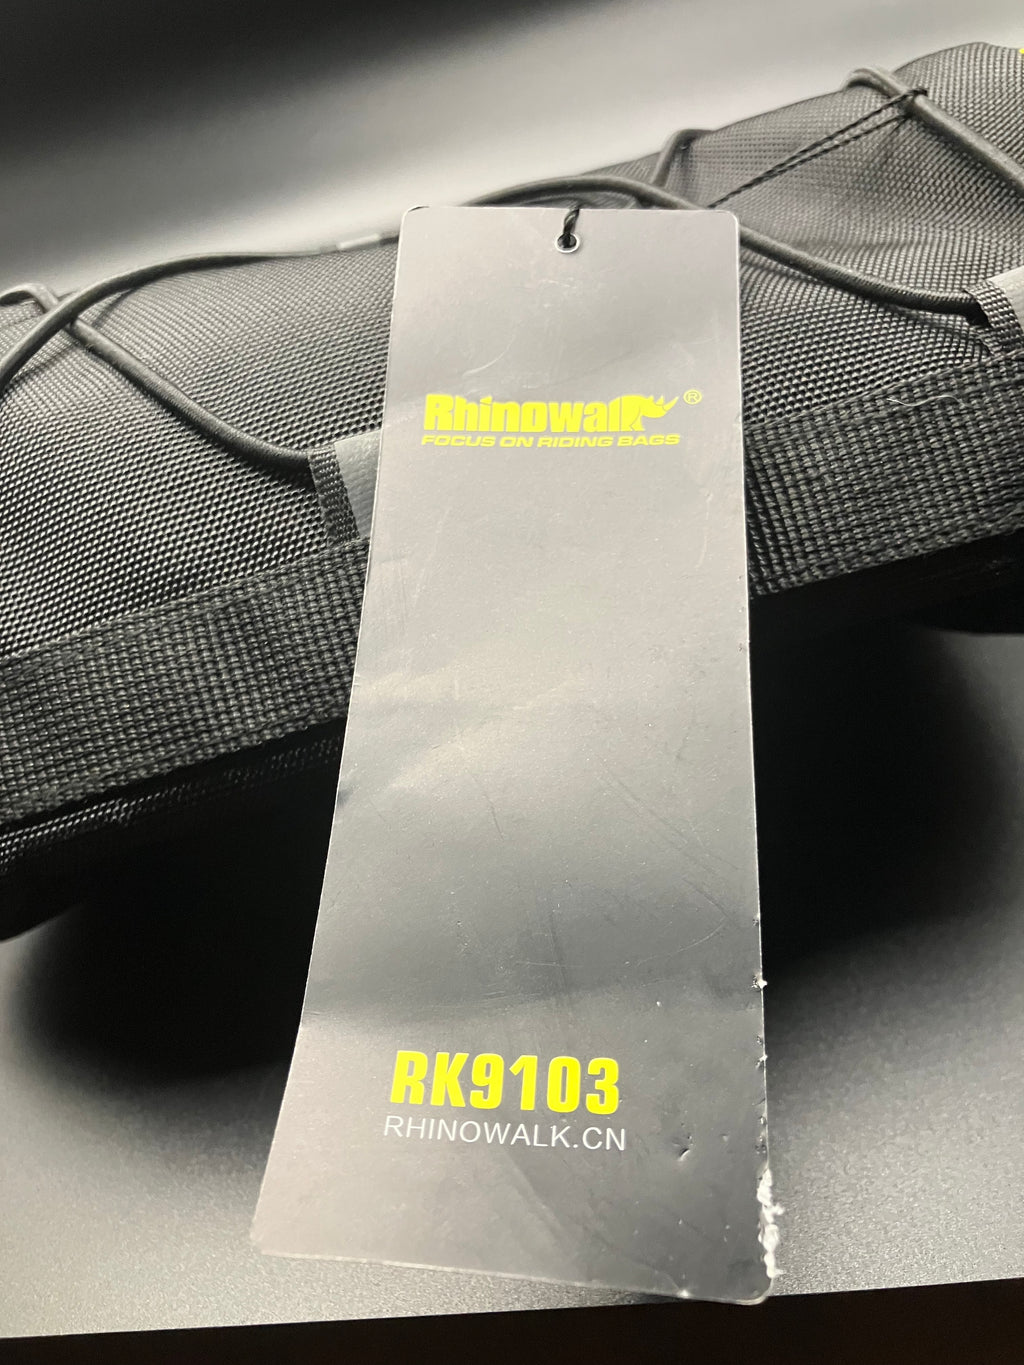 Rhinowalk®
FOCUS ON RIDING BAGS
RK9103
RHINOWALK.CN